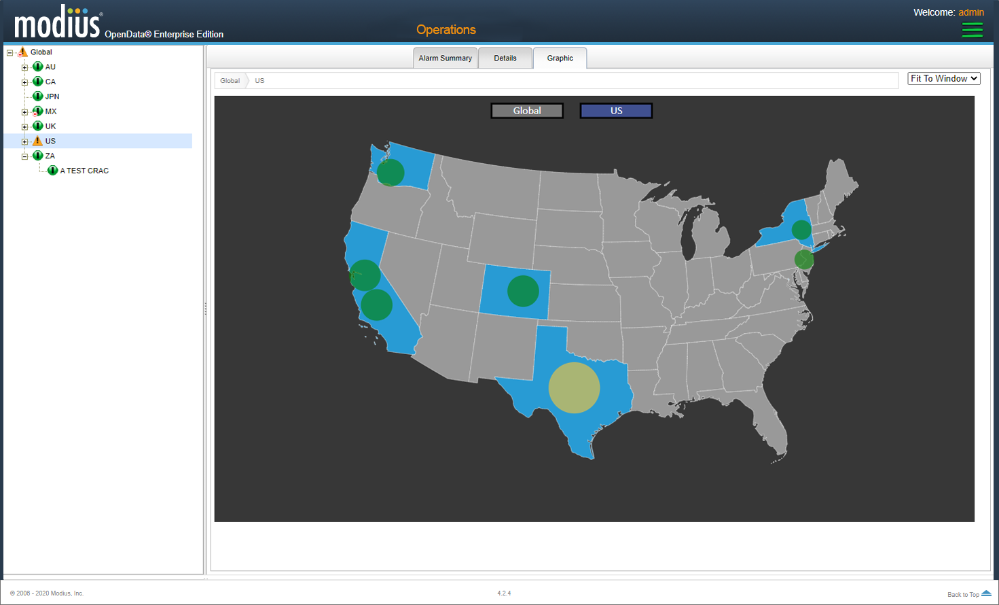 modius® OpenData® Enterprise Edition
Operations
Welcome: admin
Global
AU
CA
JPN
MX
UK
US
ZA
A TEST CRAC
Alarm Summary
Details
Graphic
Global
US
Fit To Window
Global
US
© 2006 - 2020 Modius, Inc.
4.2.4
Back to Top